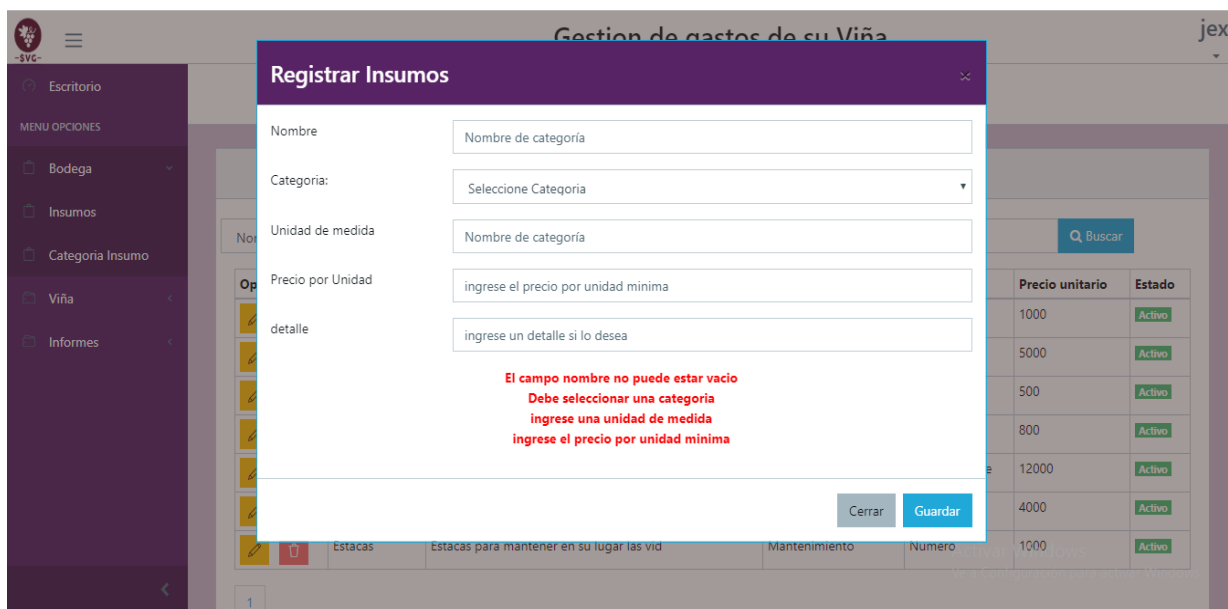 Gestion de gastos de su Viña
jex
-SVG-
Escritorio
MENU OPCIONES
Bodega
Insumos
Categoria Insumo
Viña
Informes
Registrar Insumos
×
Nombre
Nombre de categoría
Categoria:
Seleccione Categoria
Unidad de medida
Nombre de categoría
Precio por Unidad
ingrese el precio por unidad minima
detalle
ingrese un detalle si lo desea
El campo nombre no puede estar vacio
Debe seleccionar una categoria
ingrese una unidad de medida
ingrese el precio por unidad minima
Cerrar
Guardar
Buscar
Precio unitario Estado
1000 Activo
5000 Activo
500 Activo
800 Activo
12000 Activo
4000 Activo
Estacas Estacas para mantener en su lugar las vid Mantenimiento Numero 1000 Activo
Activar Windows
1